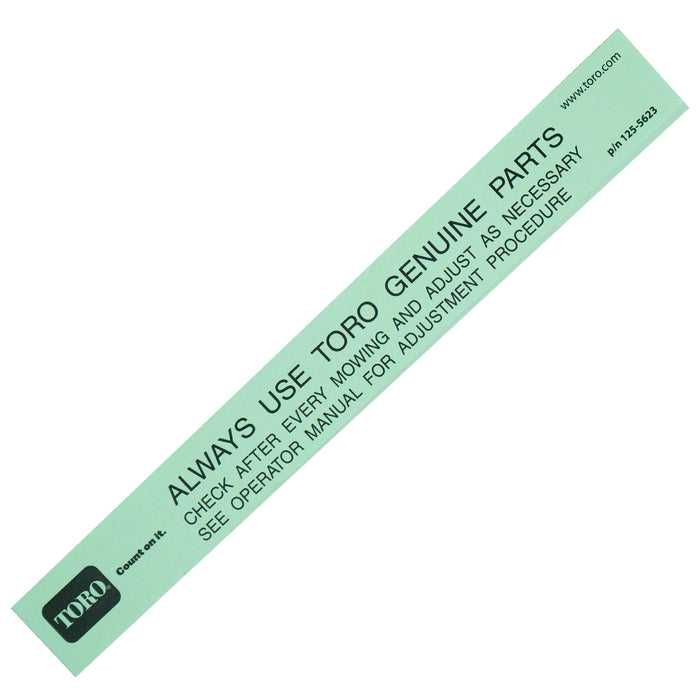 TORO
Count on it.
ALWAYS USE TORO GENUINE PARTS
CHECK AFTER EVERY MOWING AND ADJUST AS NECESSARY
SEE OPERATOR MANUAL FOR ADJUSTMENT PROCEDURE
www.toro.com
p/n 125-5623